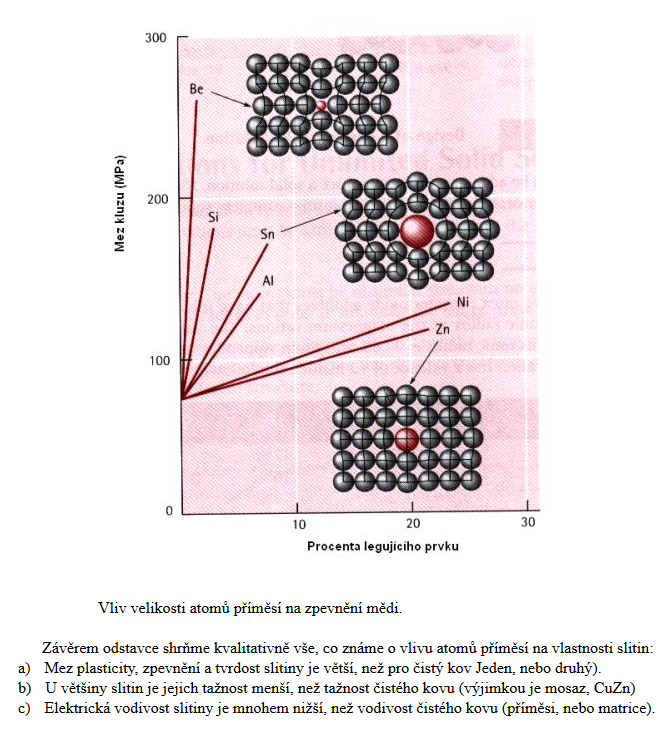 300
Be
Mez kluzu (MPa)
200
Si
Sn
Al
Ni
Zn
100
0
10
20
30
Procenta legujícího prvku
Vliv velikosti atomů příměsí na zpevnění mědi.
Závěrem odstavce shrňme kvalitativně vše, co známe o vlivu atomů příměsí na vlastnosti slitin:
a) Mez plasticity, zpevnění a tvrdost slitiny je větší, než pro čistý kov Jeden, nebo druhý).
b) U většiny slitin je jejich tažnost menší, než tažnost čistého kovu (výjimkou je mosaz, CuZn)
c) Elektrická vodivost slitiny je mnohem nižší, než vodivost čistého kovu (příměsi, nebo matrice).